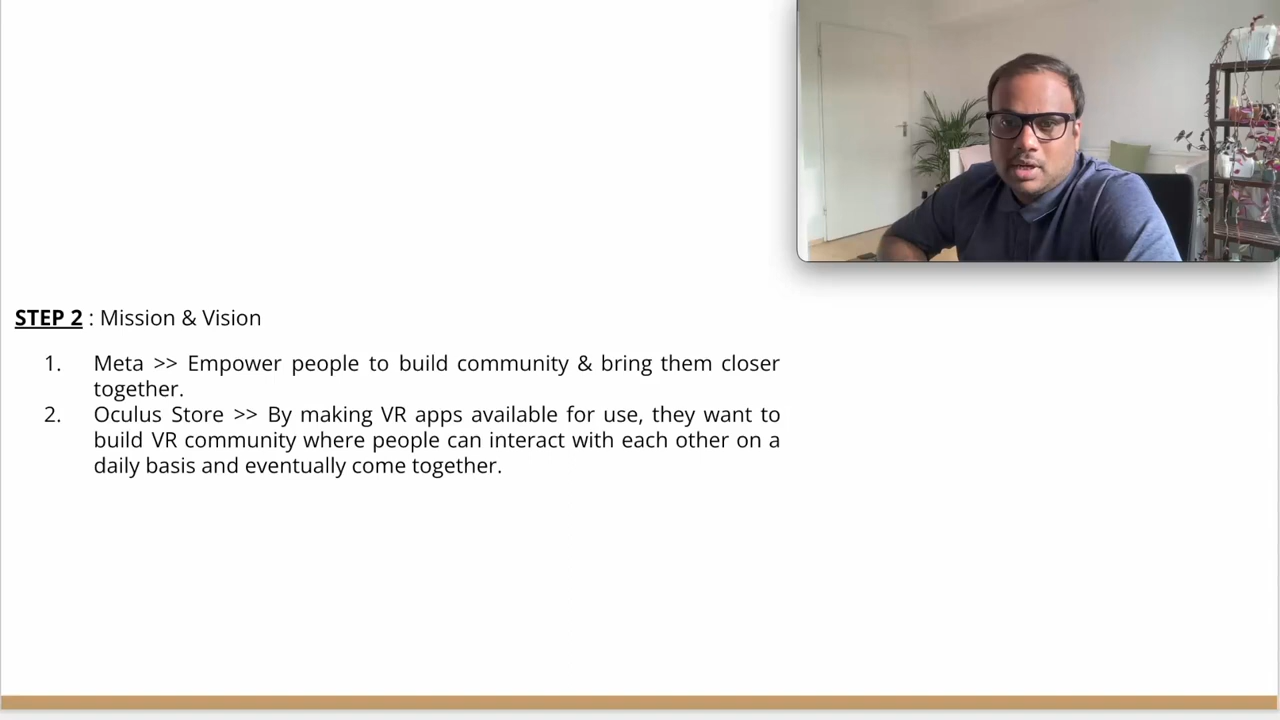 STEP 2 : Mission & Vision
1. Meta >> Empower people to build community & bring them closer
together.
2. Oculus Store >> By making VR apps available for use, they want to
build VR community where people can interact with each other on a
daily basis and eventually come together.